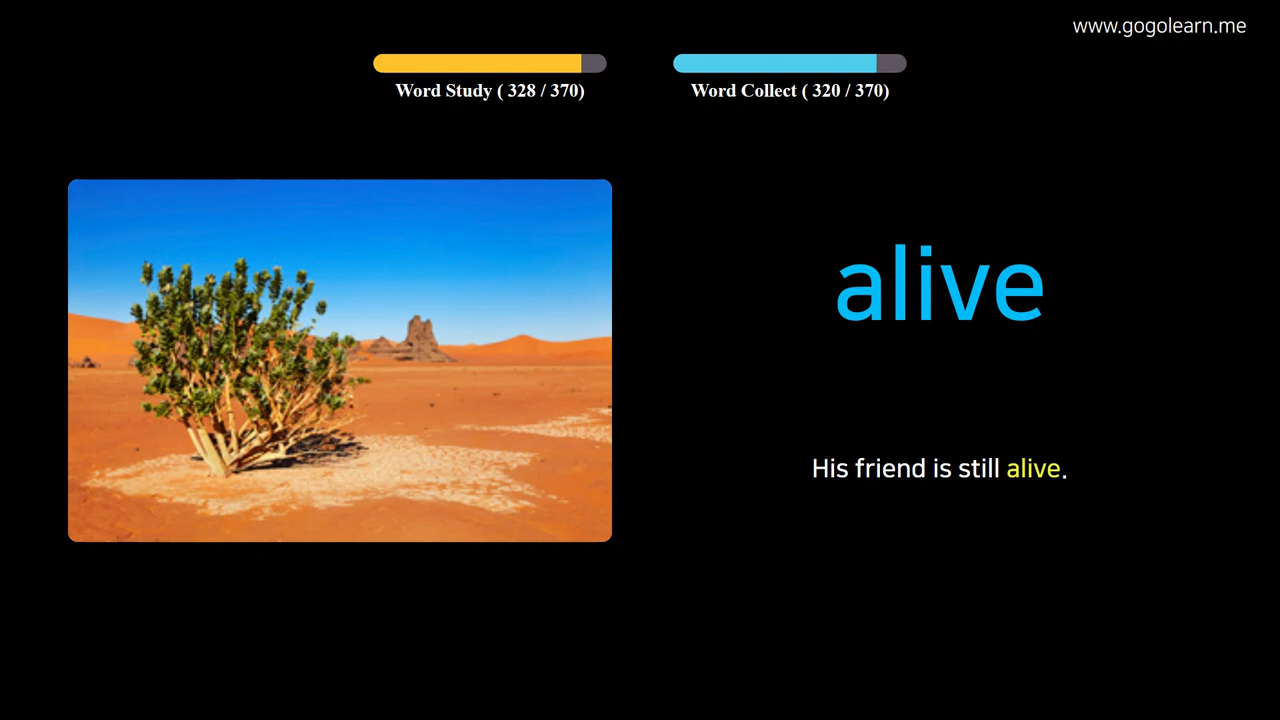 www.gogolearn.me
Word Study ( 328 / 370)
Word Collect ( 320 / 370)
alive
His friend is still alive.